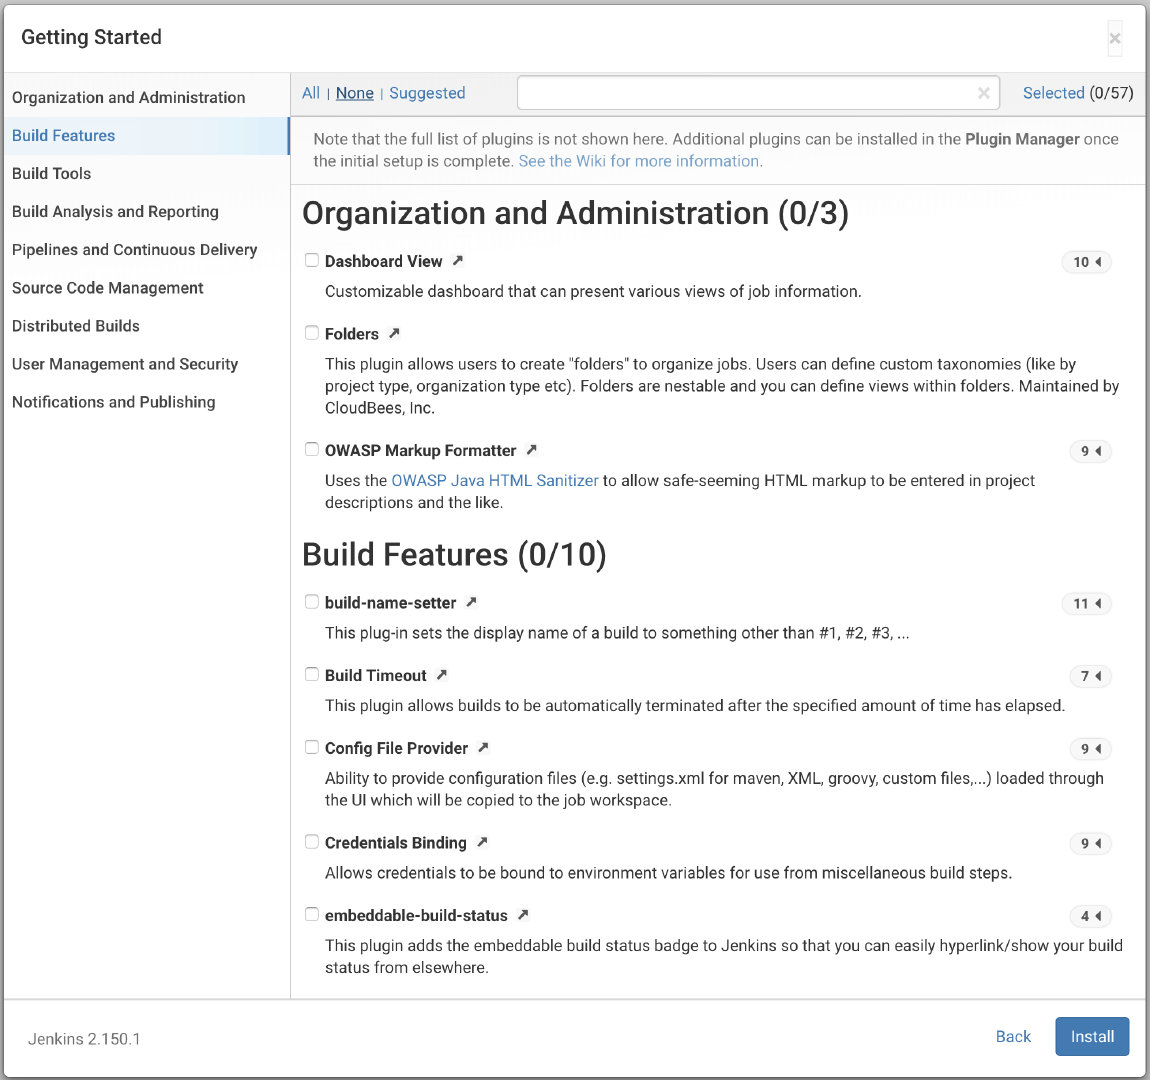 Getting Started
×
Organization and Administration
Build Features
Build Tools
Build Analysis and Reporting
Pipelines and Continuous Delivery
Source Code Management
Distributed Builds
User Management and Security
Notifications and Publishing
All | None | Suggested
×
Selected (0/57)
Note that the full list of plugins is not shown here. Additional plugins can be installed in the Plugin Manager once
the initial setup is complete. See the Wiki for more information.
Organization and Administration (0/3)
Dashboard View 10
Customizable dashboard that can present various views of job information.
Folders
This plugin allows users to create "folders" to organize jobs. Users can define custom taxonomies (like by
project type, organization type etc). Folders are nestable and you can define views within folders. Maintained by
CloudBees, Inc.
OWASP Markup Formatter 9
Uses the OWASP Java HTML Sanitizer to allow safe-seeming HTML markup to be entered in project
descriptions and the like.
Build Features (0/10)
build-name-setter 11
This plug-in sets the display name of a build to something other than #1, #2, #3, ...
Build Timeout 7
This plugin allows builds to be automatically terminated after the specified amount of time has elapsed.
Config File Provider 9
Ability to provide configuration files (e.g. settings.xml for maven, XML, groovy, custom files,...) loaded through
the UI which will be copied to the job workspace.
Credentials Binding 9
Allows credentials to be bound to environment variables for use from miscellaneous build steps.
embeddable-build-status 4
This plugin adds the embeddable build status badge to Jenkins so that you can easily hyperlink/show your build
status from elsewhere.
Jenkins 2.150.1
Back
Install